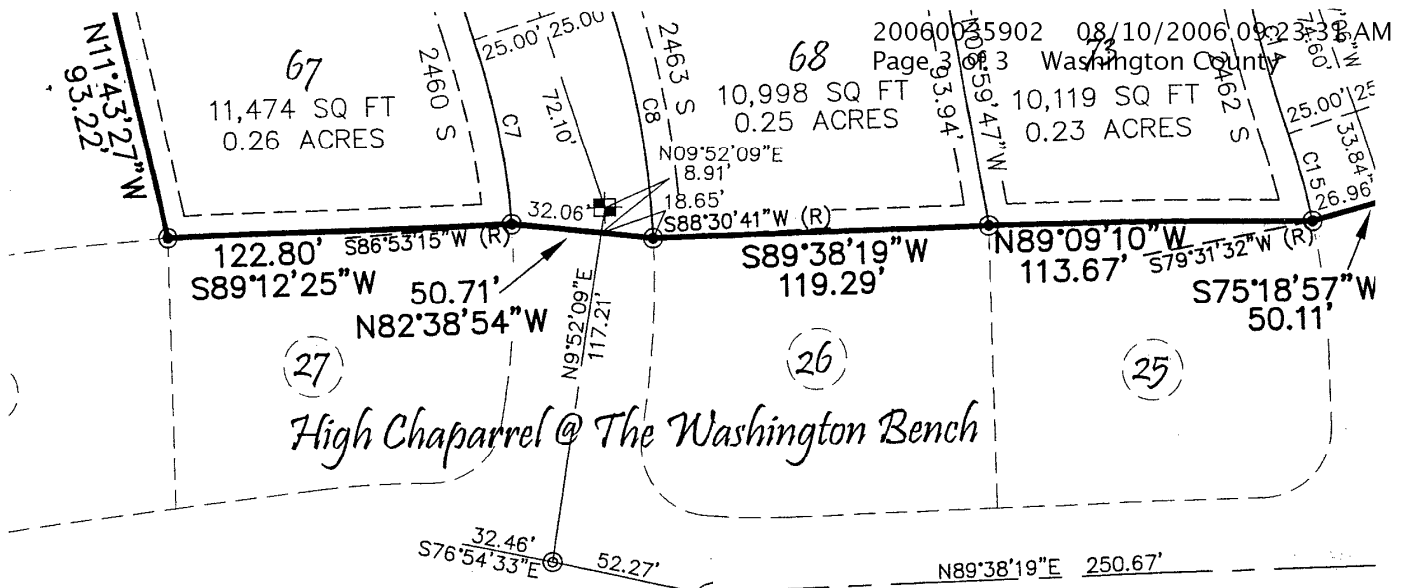 20060035902 08/10/2006 09:23:31 AM
Page 3 of 3 Washington County
N11°43'27"W
93.22'
67
11,474 SQ FT
0.26 ACRES
2460 S
25.00' 25.00'
72.10'
C7
C8
2463 S
68
10,998 SQ FT
0.25 ACRES
93.94'
N08°59'47"W
73
10,119 SQ FT
0.23 ACRES
2462 S
C14
74.60'
25.00'
33.84'
C15
26.96'
N09°52'09"E
8.91'
18.65'
32.06'
S88°30'41"W (R)
122.80'
S86°53'15"W (R)
S89°12'25"W
50.71'
N82°38'54"W
S89°38'19"W
119.29'
N89°09'10"W
113.67'
S79°31'32"W (R)
S75°18'57"W
50.11'
N9°52'09"E
117.21'
27
26
25
High Chaparrel @ The Washington Bench
32.46'
S76°54'33"E
52.27'
N89°38'19"E 250.67'